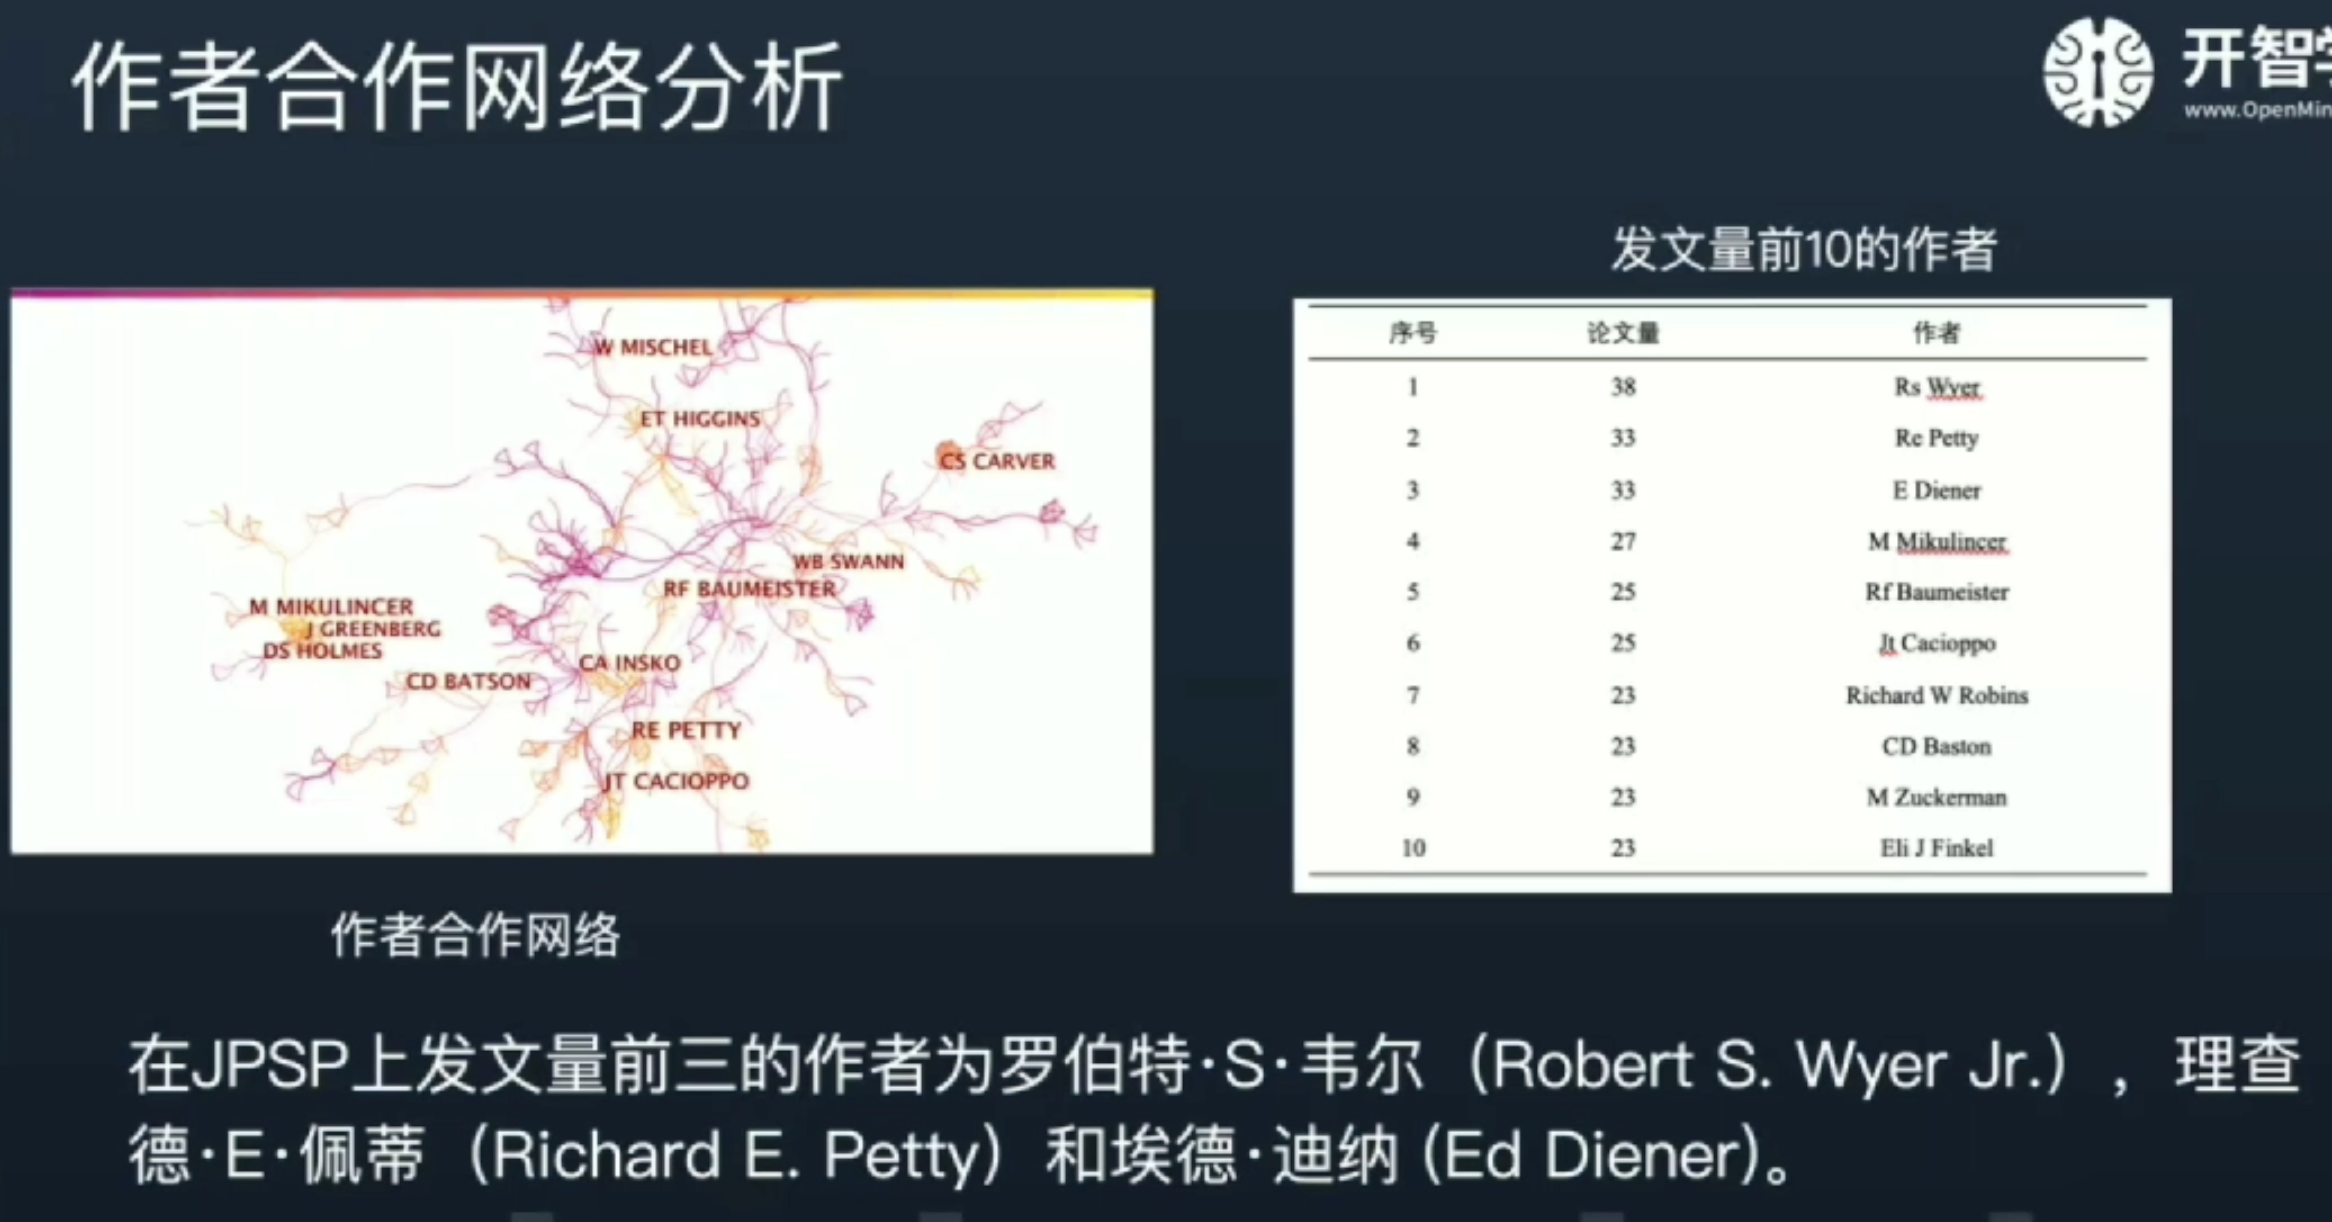 作者合作网络分析
开智
www.OpenMin
发文量前10的作者
W MISCHEL
ET HIGGINS
CS CARVER
WB SWANN
RF BAUMEISTER
M MIKULINCER
J GREENBERG
DS HOLMES
CA INSKO
CD BATSON
RE PETTY
JT CACIOPPO
序号 论文量 作者
1 38 Rs Wyer
2 33 Re Petty
3 33 E Diener
4 27 M Mikulincer
5 25 Rf Baumeister
6 25 Jt Cacioppo
7 23 Richard W Robins
8 23 CD Baston
9 23 M Zuckerman
10 23 Eli J Finkel
作者合作网络
在JPSP上发文量前三的作者为罗伯特·S·韦尔（Robert S. Wyer Jr.），理查
德·E·佩蒂（Richard E. Petty）和埃德·迪纳 (Ed Diener)。